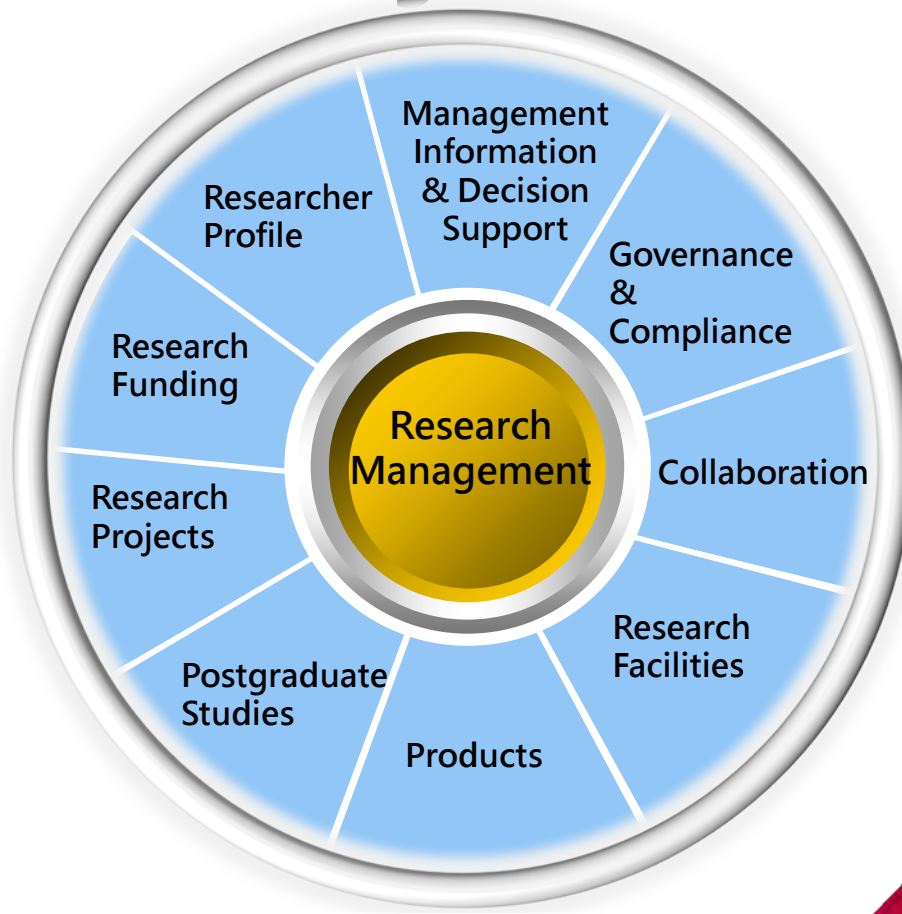 Management
Information
& Decision
Support
Governance
&
Compliance
Collaboration
Research
Facilities
Products
Postgraduate
Studies
Research
Projects
Research
Funding
Researcher
Profile
Research
Management